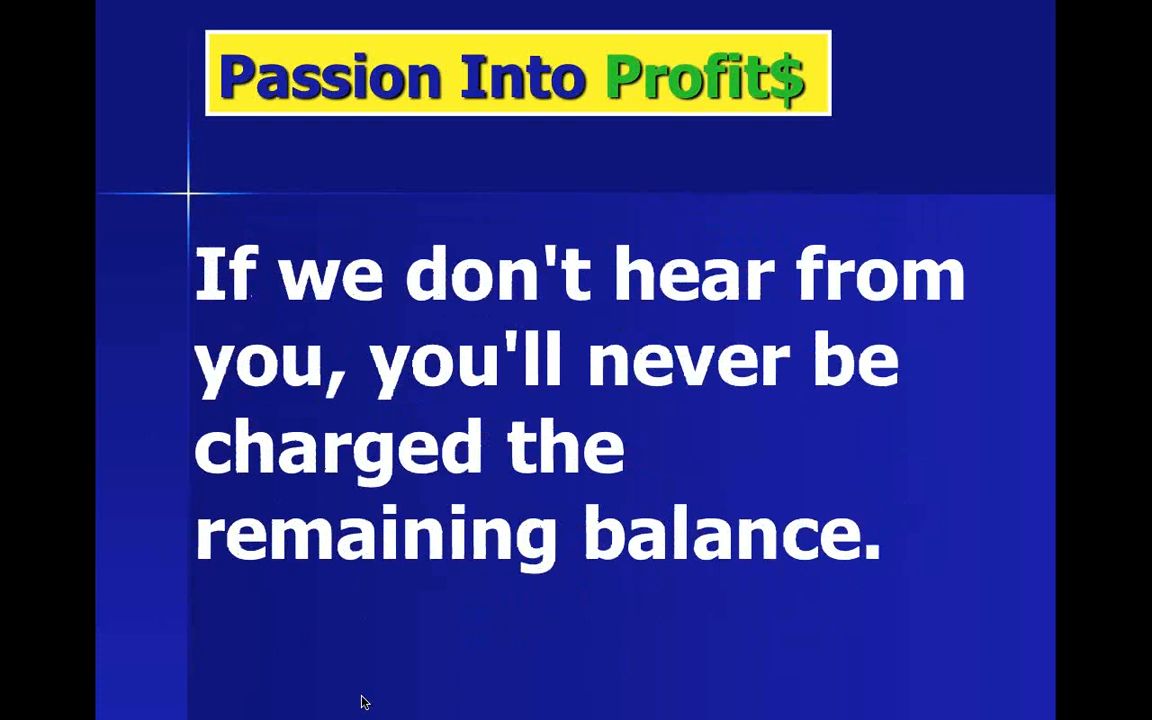 Passion Into Profit$
If we don't hear from
you, you'll never be
charged the
remaining balance.